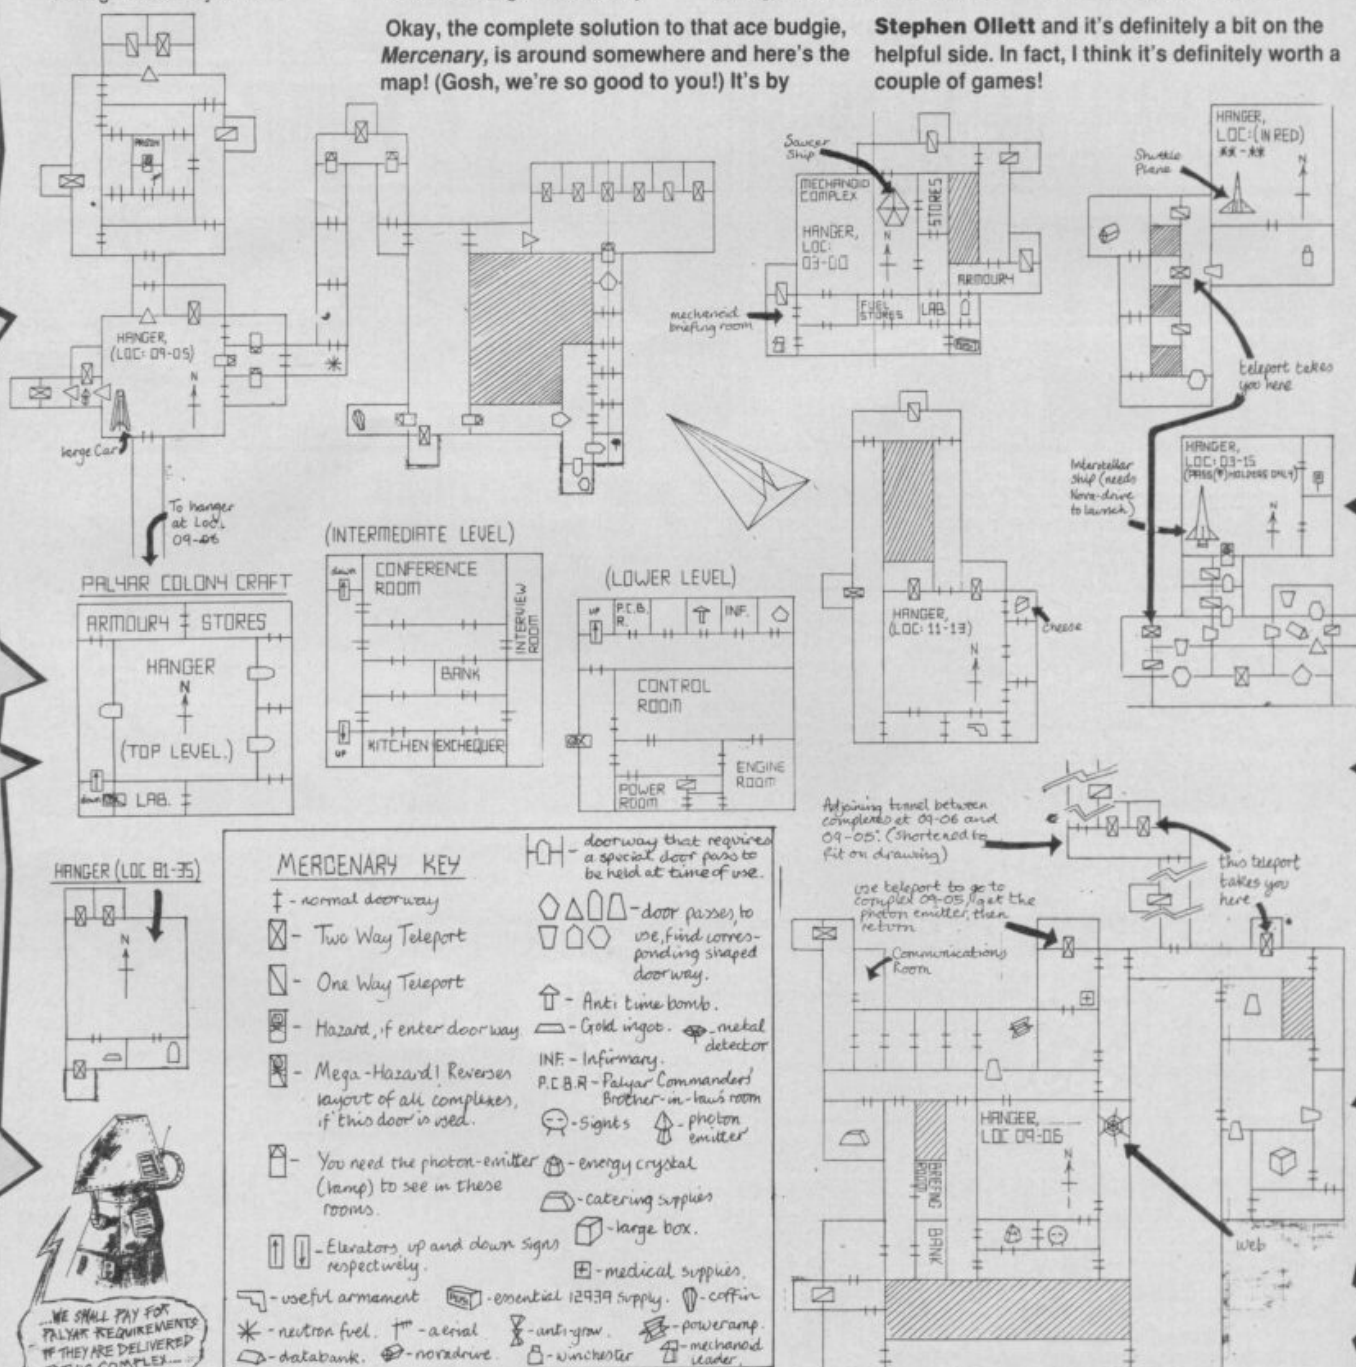 Okay, the complete solution to that ace budgie,
Mercenary, is around somewhere and here's the
map! (Gosh, we're so good to you!) It's by
Stephen Ollett and it's definitely a bit on the
helpful side. In fact, I think it's definitely worth a
couple of games!
PRISON
HANGER,
(LOC: 09-05)
N
large Car
To hanger
at Loc.
09-06
Saucer
Ship
MECHANOID
COMPLEX
HANGER,
LOC:
03-00
N
STORES
ARMOURY
FUEL
STORES
LAB.
mechanoid
briefing room
HANGER,
LOC:(IN RED)
**-**
N
Shuttle
Plane
teleport takes
you here
HANGER,
LOC: 03-15
(PASS( )HOLDERS ONLY)
N
Interstellar
ship (needs
Nova-drive
to launch)
HANGER,
(LOC: 11-13)
N
Cheese
PALYAR COLONY CRAFT
ARMOURY
STORES
HANGER
N
(TOP LEVEL.)
down
LAB.
(INTERMEDIATE LEVEL)
down
CONFERENCE
ROOM
INTERVIEW
ROOM
BANK
UP
KITCHEN
EXCHEQUER
(LOWER LEVEL)
UP
P.C.B.
R.
INF.
CONTROL
ROOM
POWER
ROOM
ENGINE
ROOM
HANGER (LOC 81-35)
N
MERCENARY KEY
- normal doorway
- Two Way Teleport
- One Way Teleport
- Hazard, if enter doorway
- Mega-Hazard! Reverses
layout of all complexes,
if this door is used.
- You need the photon-emitter
(lamp) to see in these
rooms.
- Elevators, up and down signs
respectively.
- doorway that requires
a special door pass to
be held at time of use.
- door passes, to
use, find corres-
ponding shaped
doorway.
- Anti time bomb.
- Gold ingot.
- metal
detector
INF. - Infirmary.
P.C.B.R - Palyar Commanders'
Brother-in-law's room
- Sights
- photon
emitter
- energy crystal
- catering supplies
- large box.
- medical supplies.
- useful armament
- essential 12939 supply.
- coffin
- neutron fuel.
- aerial
- anti-grav.
- poweramp.
- databank.
- novadrive.
- winchester
- mechanoid
leader.
Adjoining tunnel between
complexes at 09-06 and
09-05: (Shortened to
fit on drawing)
this teleport
takes you
here
use teleport to go to
complex 09-05, get the
photon emitter, then
return
Communications
Room
HANGER,
LOC 09-06
N
BRIEFING
ROOM
BANK
web
...WE SHALL PAY FOR
PALYAR REQUIREMENTS
IF THEY ARE DELIVERED
COMPLEX...